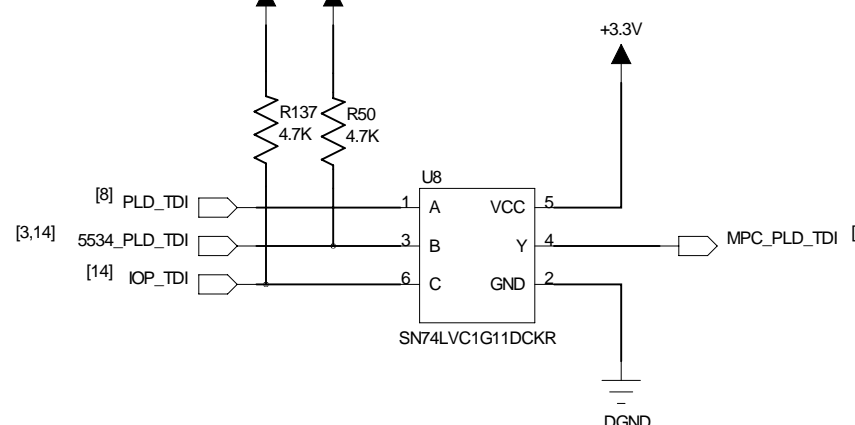 +3.3V
R137
4.7K
R50
4.7K
U8
[8] PLD_TDI 1 A VCC 5
[3,14] 5534_PLD_TDI 3 B Y 4 MPC_PLD_TDI [
[14] IOP_TDI 6 C GND 2
SN74LVC1G11DCKR
DGND